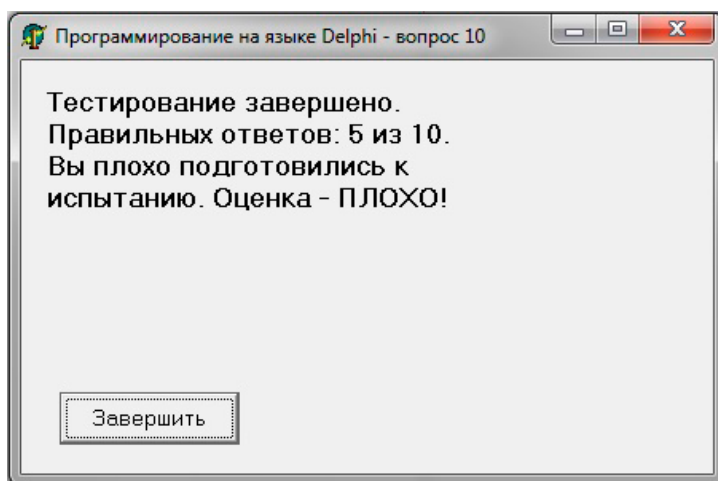 Программирование на языке Delphi - вопрос 10
Тестирование завершено.
Правильных ответов: 5 из 10.
Вы плохо подготовились к
испытанию. Оценка - ПЛОХО!
Завершить